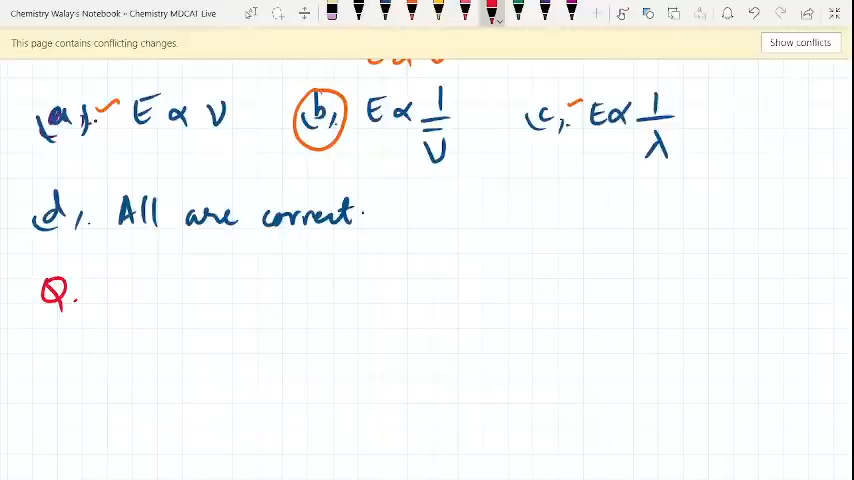 Chemistry Walay's Notebook » Chemistry MDCAT Live
This page contains conflicting changes. Show conflicts
(a). E ∝ ν (b). E ∝ 1/ν̄ (c). E ∝ 1/λ
(d). All are correct.
Q.